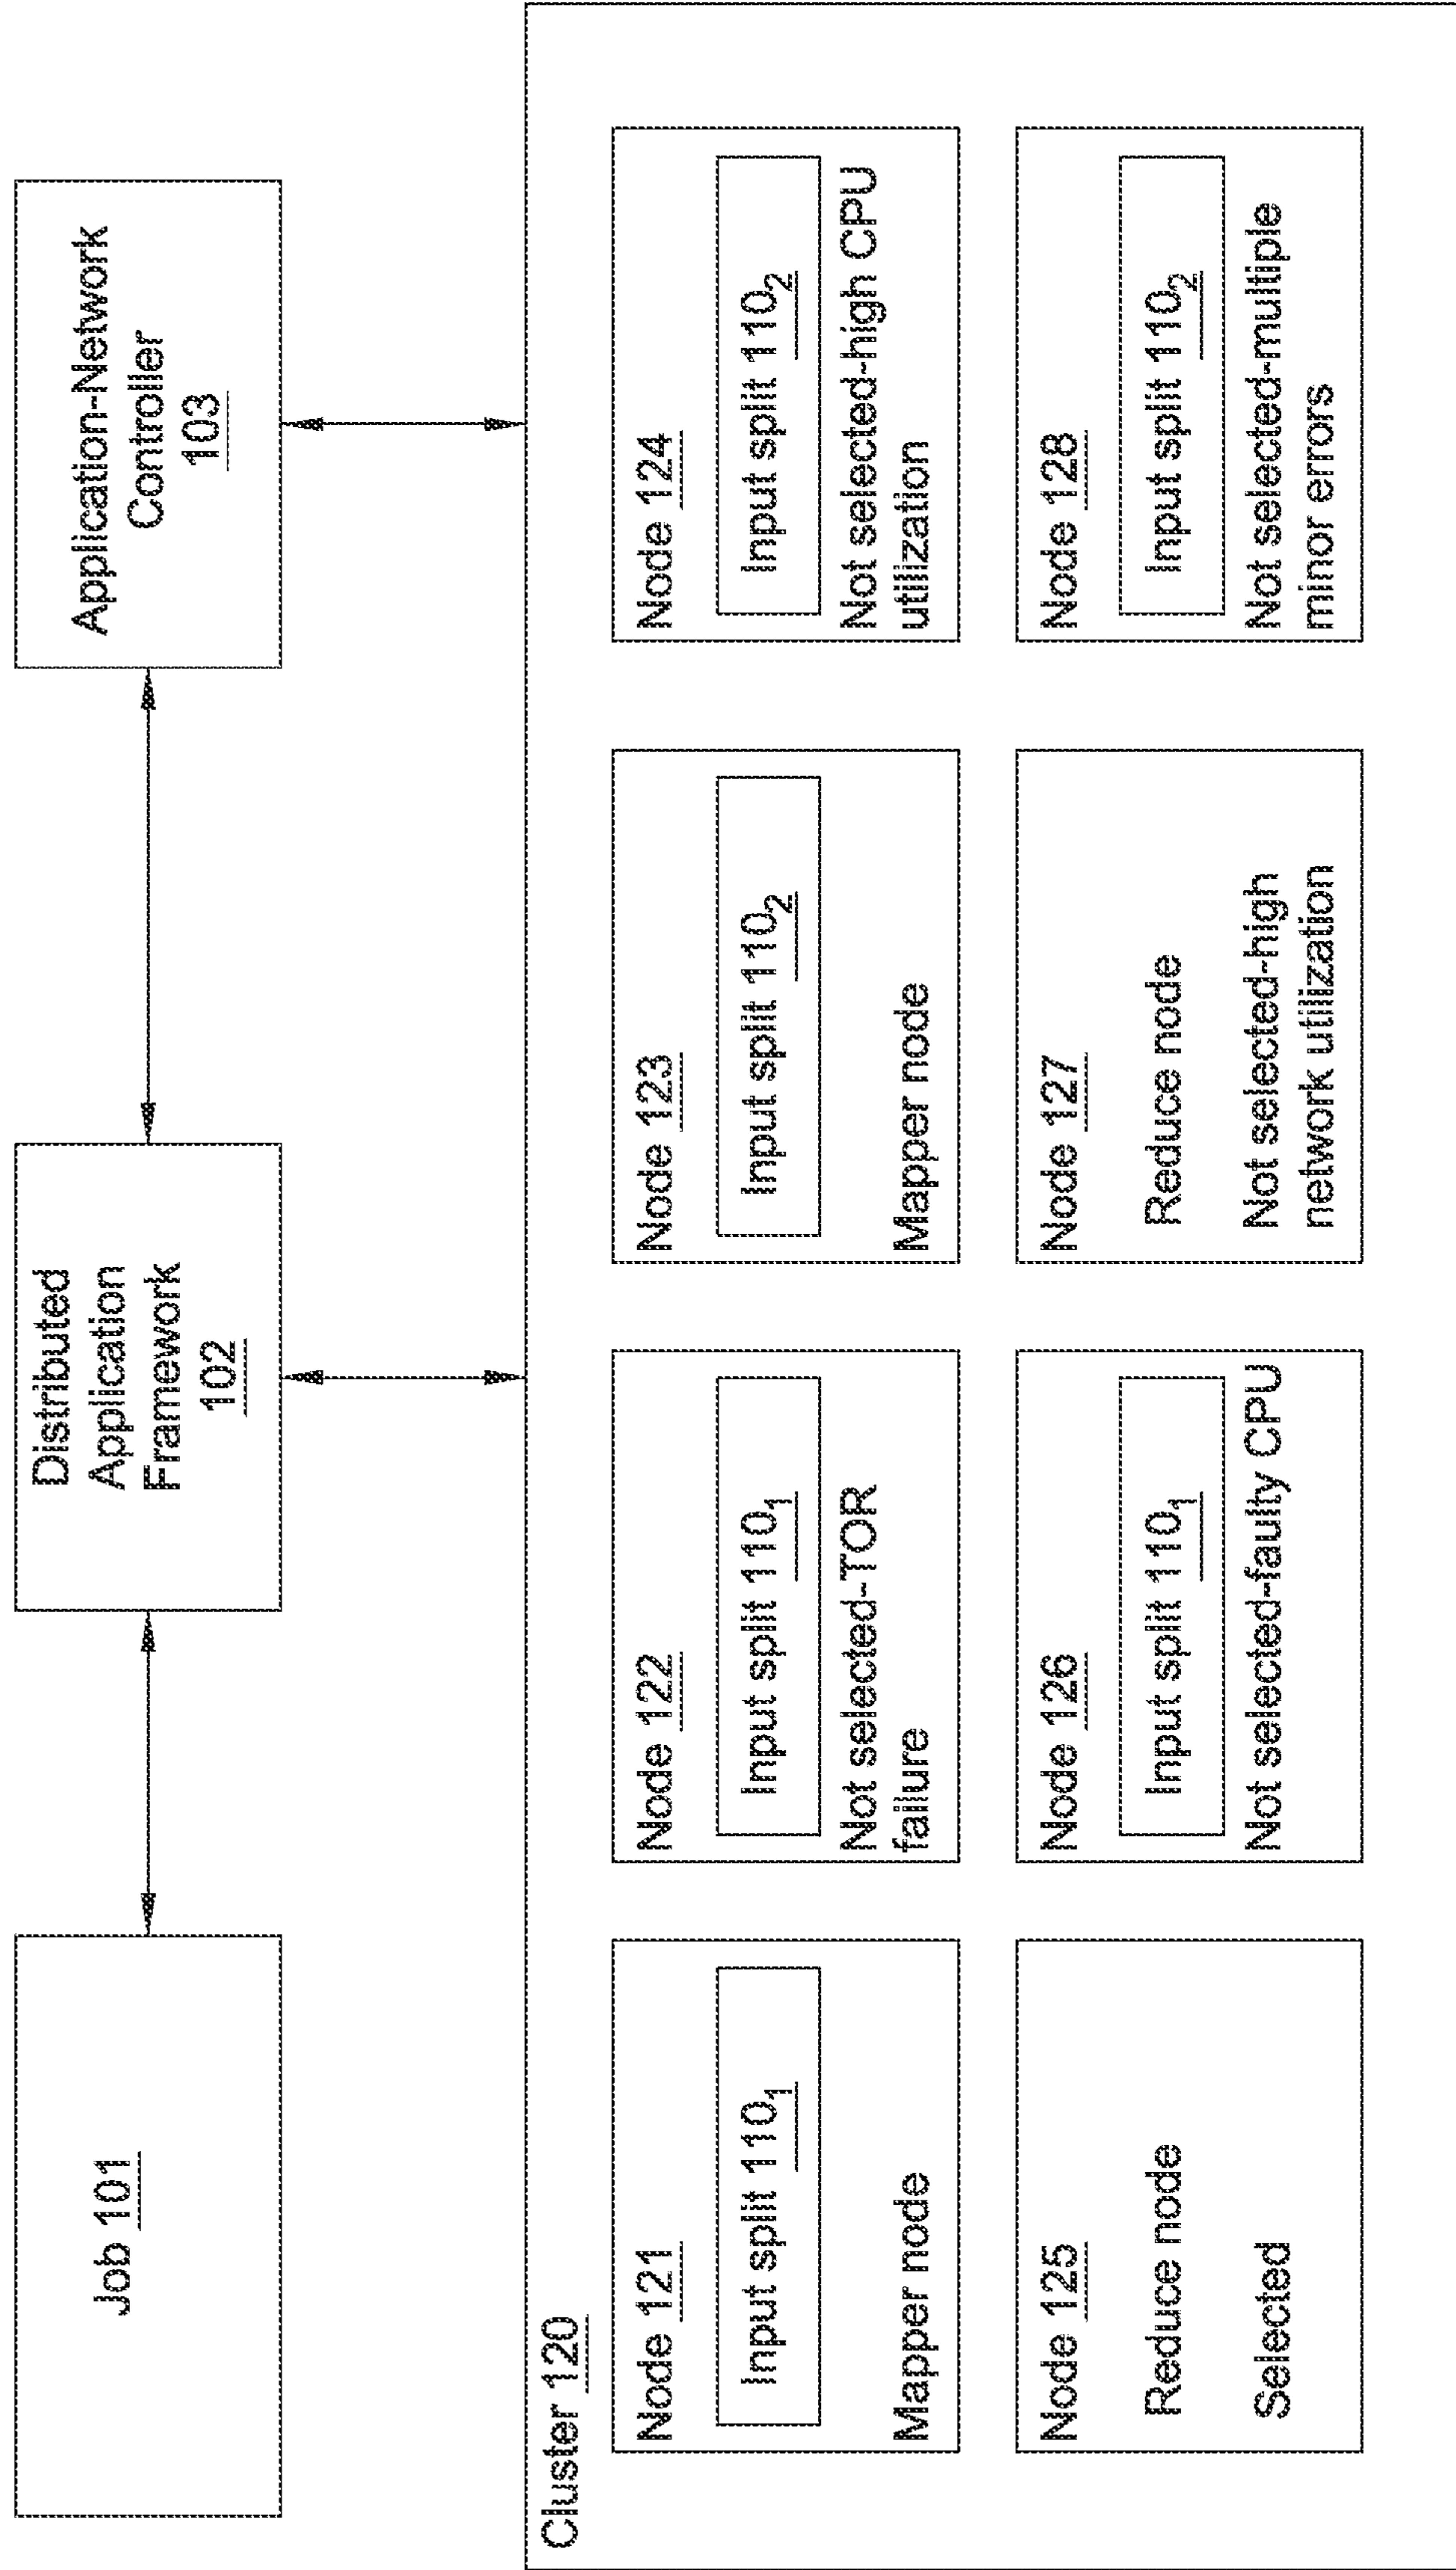 Job 101
Distributed
Application
Framework
102
Application-Network
Controller
103
Cluster 120
Node 121
Input split 110₁
Mapper node
Node 122
Input split 110₁
Not selected-TOR
failure
Node 123
Input split 110₂
Mapper node
Node 124
Input split 110₂
Not selected-high CPU
utilization
Node 125
Reduce node
Selected
Node 126
Input split 110₁
Not selected-faulty CPU
Node 127
Reduce node
Not selected-high
network utilization
Node 128
Input split 110₂
Not selected-multiple
minor errors